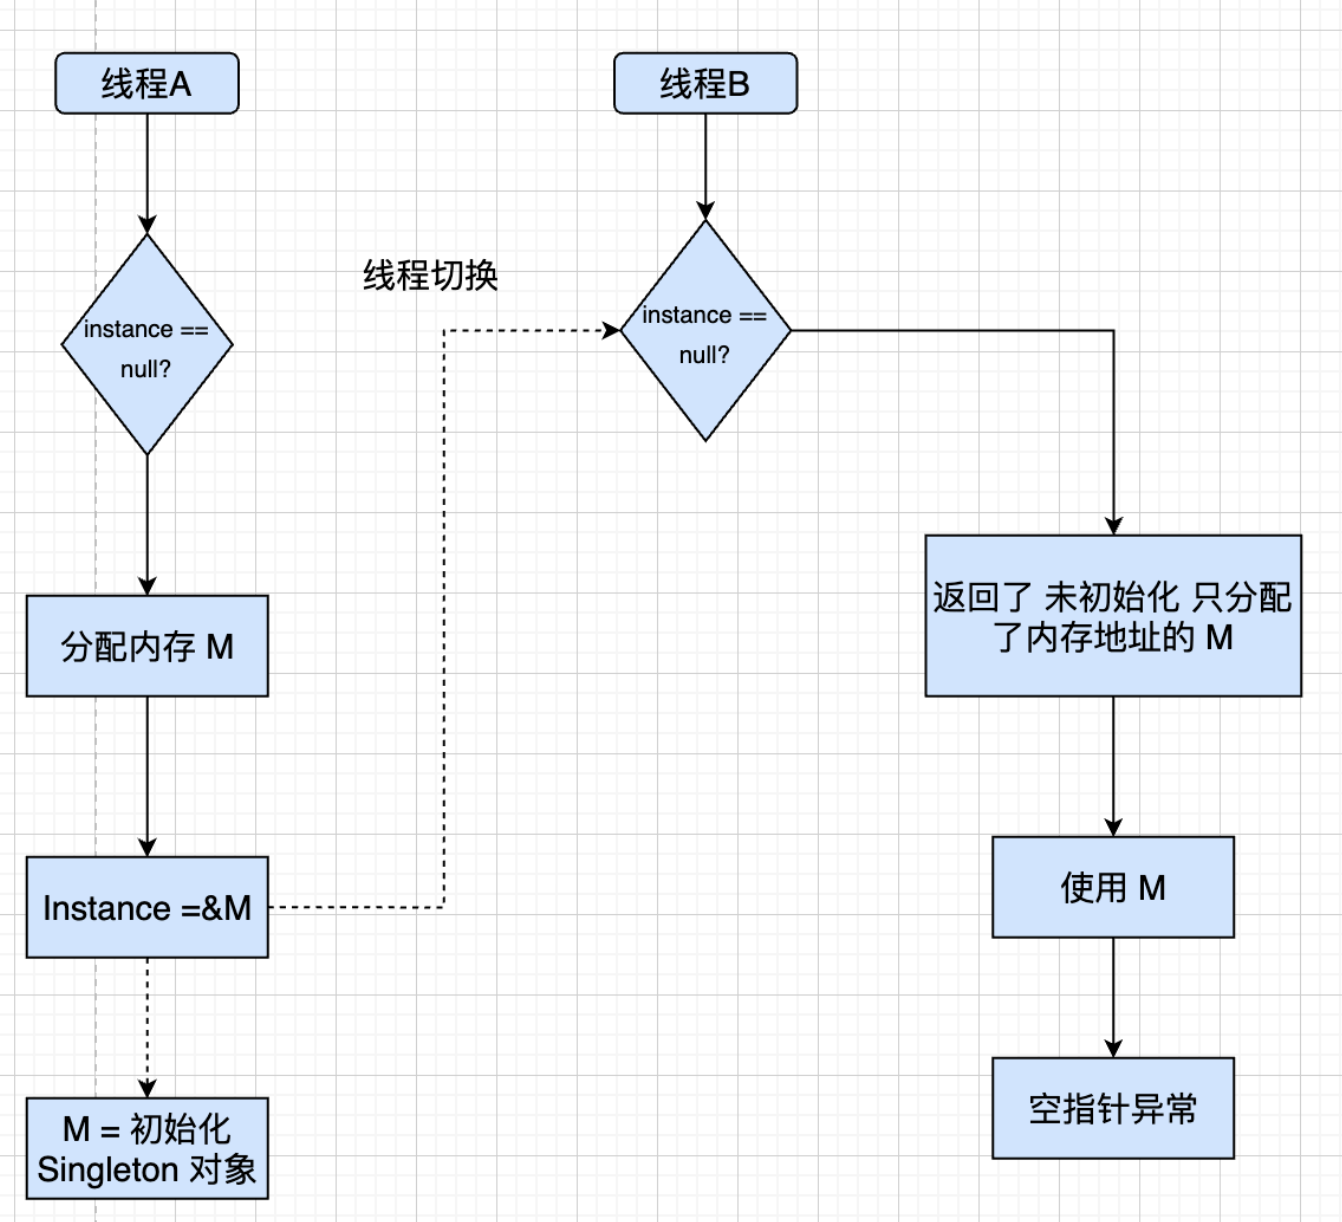 线程A
线程B
线程切换
instance ==
null?
instance ==
null?
分配内存 M
返回了 未初始化 只分配
了内存地址的 M
Instance =&M
使用 M
M = 初始化
Singleton 对象
空指针异常